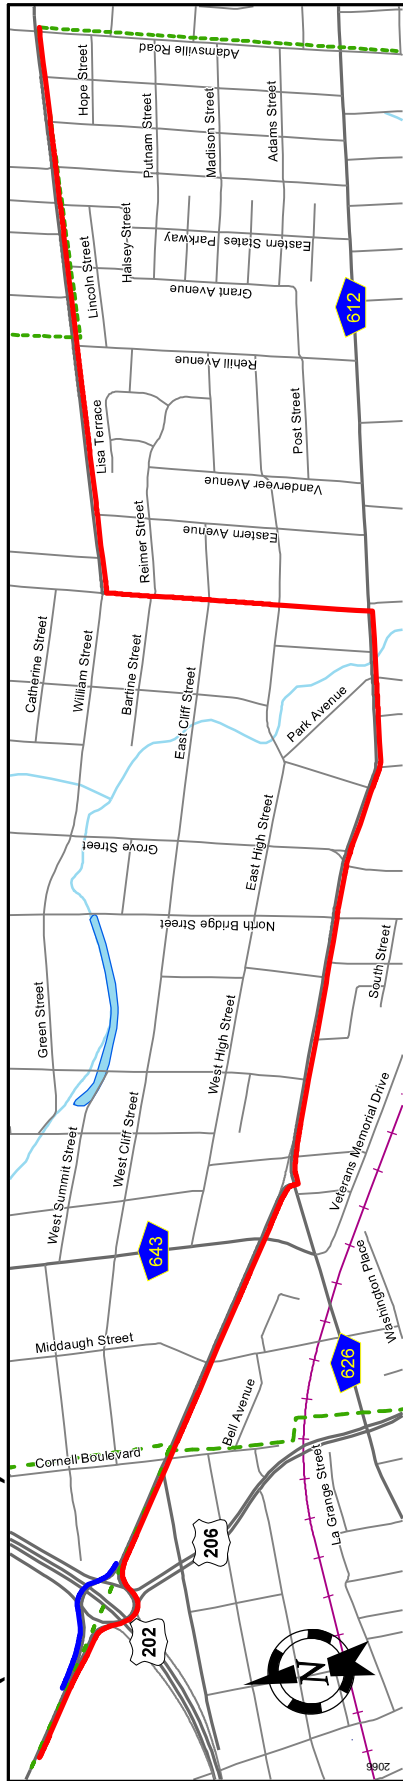 Adamsville Road
Hope Street
Putnam Street
Madison Street
Adams Street
Eastern States Parkway
Halsey Street
Lincoln Street
Grant Avenue
612
Rehill Avenue
Lisa Terrace
Post Street
Vanderveer Avenue
Reimer Street
Eastern Avenue
Catherine Street
William Street
Bartine Street
East Cliff Street
Park Avenue
Grove Street
East High Street
North Bridge Street
South Street
Green Street
West High Street
West Cliff Street
Veterans Memorial Drive
West Summit Street
643
Washington Place
Middaugh Street
626
Bell Avenue
Cornell Boulevard
La Grange Street
206
202
N
2066